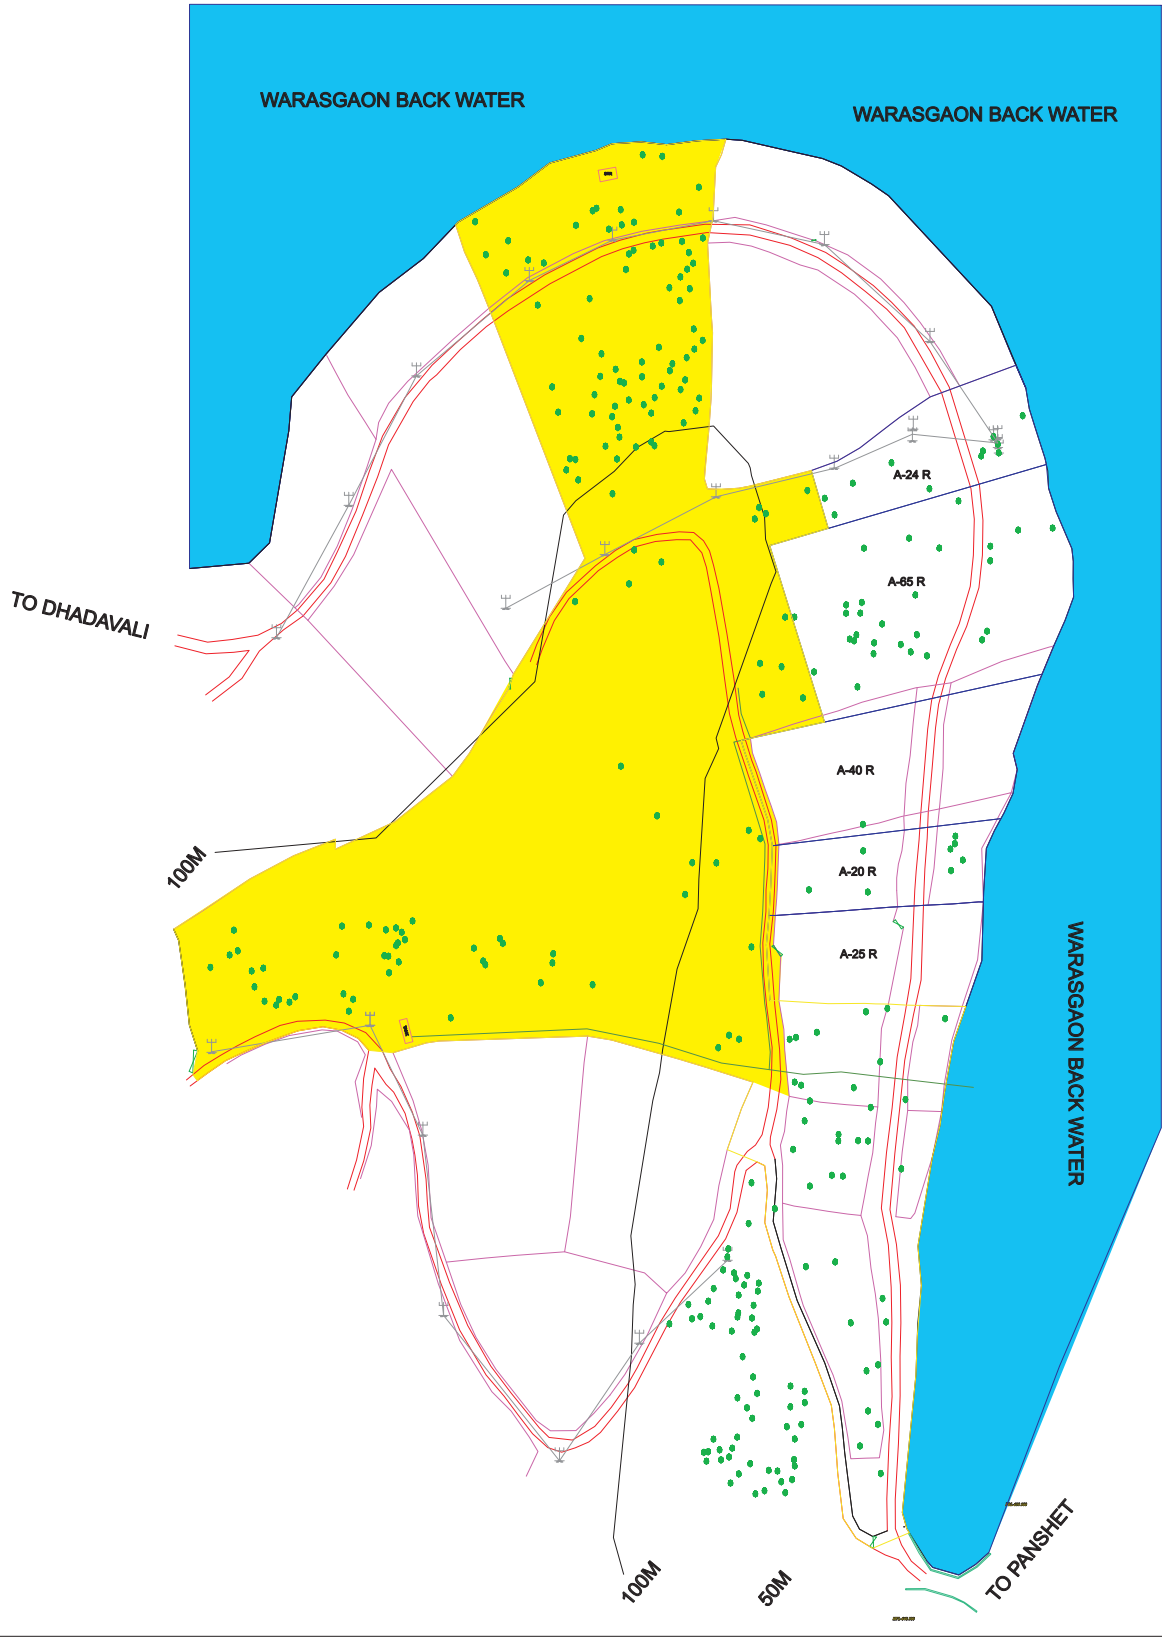 WARASGAON BACK WATER
WARASGAON BACK WATER
A-24 R
A-65 R
TO DHADAVALI
A-40 R
100M
A-20 R
A-25 R
WARASGAON BACK WATER
TO PANSHET
100M
50M